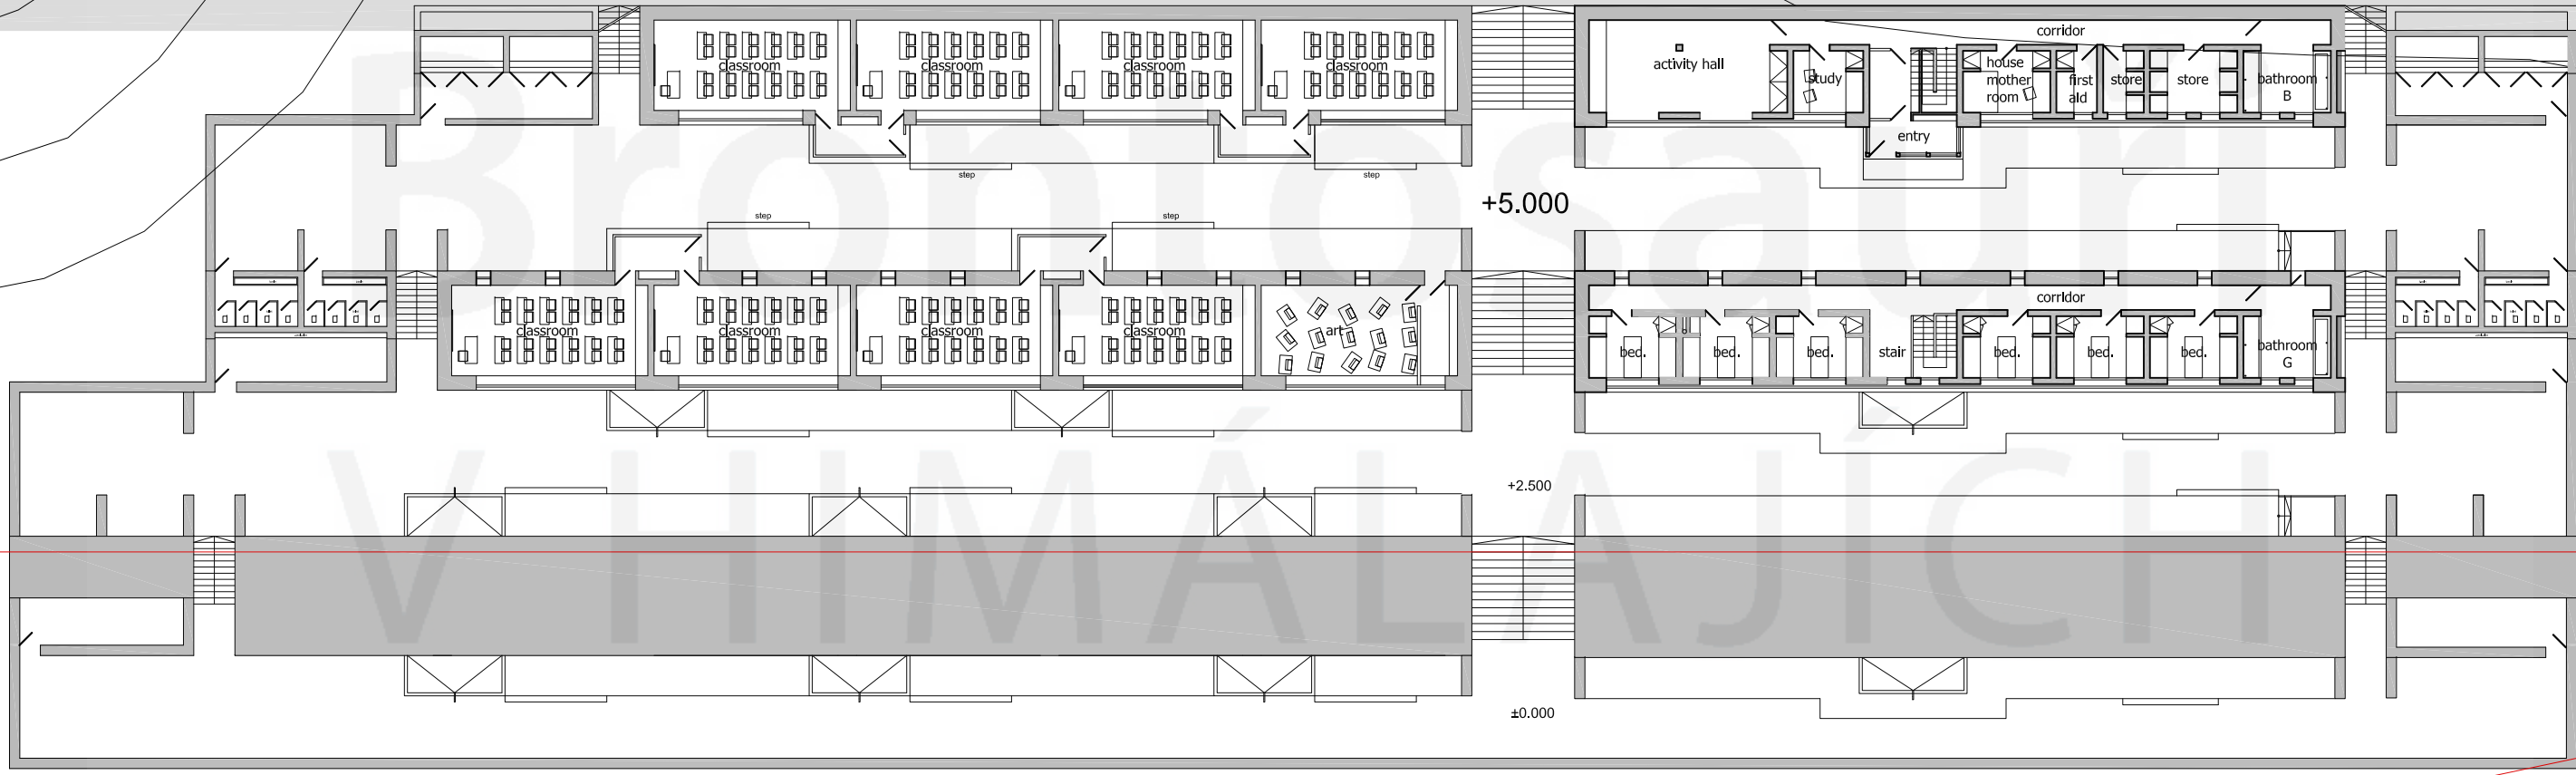 Brontosauři
V HIMÁLAJÍCH
classroom
classroom
classroom
classroom
activity hall
study
corridor
house
mother
room
first
aid
store
store
bathroom
B
entry
step
step
+5.000
step
step
classroom
classroom
classroom
classroom
art
corridor
bed.
bed.
bed.
stair
bed.
bed.
bed.
bathroom
G
+2.500
±0.000